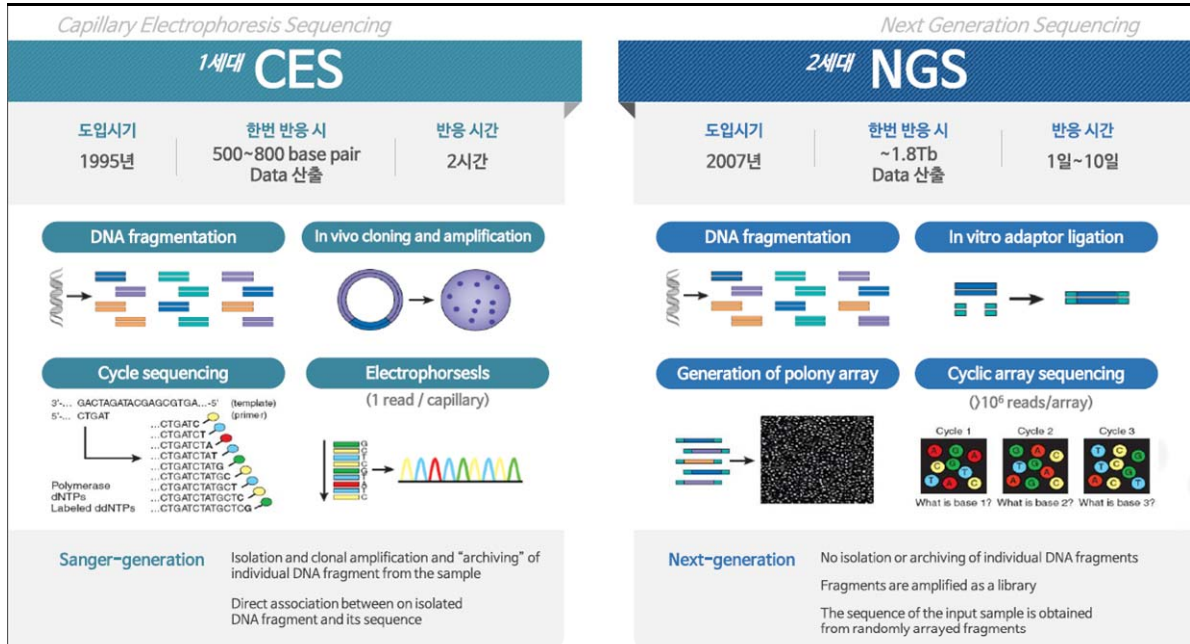 Capillary Electrophoresis Sequencing
1세대 CES
도입시기
1995년
한번 반응 시
500~800 base pair
Data 산출
반응 시간
2시간
DNA fragmentation
In vivo cloning and amplification
Cycle sequencing
3'-... GACTAGATACGAGCGTGA...-5' (template)
5'-... CTGAT (primer)
...CTGATC
...CTGATCT
...CTGATCTA
...CTGATCTAT
...CTGATCTATG
...CTGATCTATGC
...CTGATCTATGCT
...CTGATCTATGCTC
...CTGATCTATGCTCG
Polymerase
dNTPs
Labeled ddNTPs
Electrophorsesls
(1 read / capillary)
Sanger-generation
Isolation and clonal amplification and “archiving” of
individual DNA fragment from the sample
Direct association between on isolated
DNA fragment and its sequence
Next Generation Sequencing
2세대 NGS
도입시기
2007년
한번 반응 시
~1.8Tb
Data 산출
반응 시간
1일~10일
DNA fragmentation
In vitro adaptor ligation
Generation of polony array
Cyclic array sequencing
(>10⁶ reads/array)
Cycle 1
Cycle 2
Cycle 3
What is base 1?
What is base 2?
What is base 3?
Next-generation
No isolation or archiving of individual DNA fragments
Fragments are amplified as a library
The sequence of the input sample is obtained
from randomly arrayed fragments